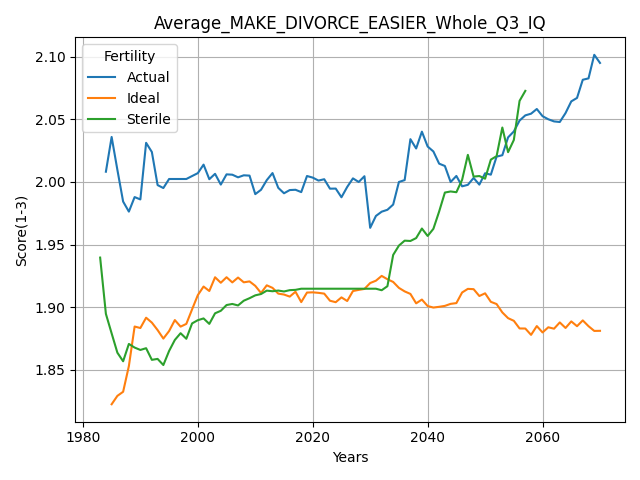 Average_MAKE_DIVORCE_EASIER_Whole_Q3_IQ
Fertility
Actual
Ideal
Sterile
Score(1-3)
2.10
2.05
2.00
1.95
1.90
1.85
1980
2000
2020
2040
2060
Years